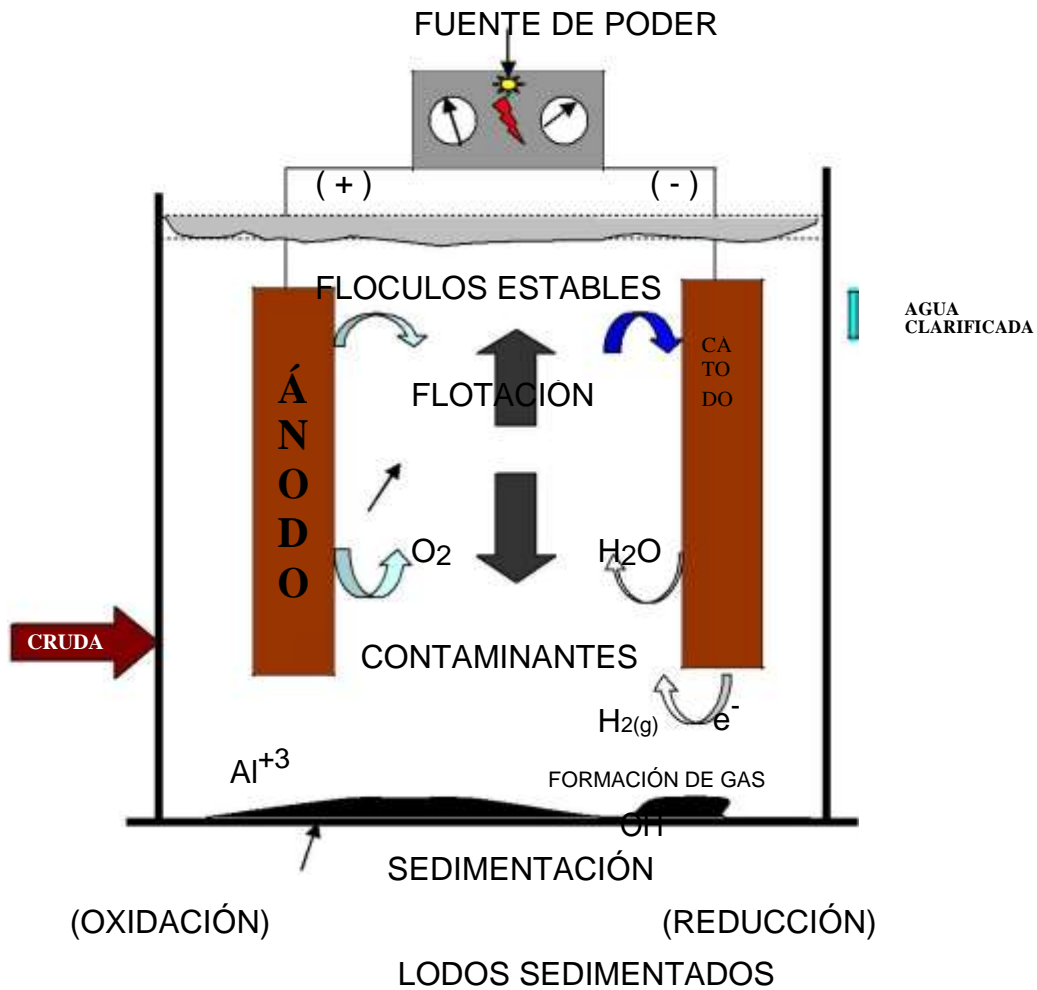 FUENTE DE PODER
( + )
( - )
FLOCULOS ESTABLES
AGUA
CLARIFICADA
CA
TO
DO
Á
N
O
D
O
FLOTACIÓN
O2
H2O
CRUDA
CONTAMINANTES
H2(g)
e-
Al+3
FORMACIÓN DE GAS
OH
SEDIMENTACIÓN
(OXIDACIÓN)
(REDUCCIÓN)
LODOS SEDIMENTADOS